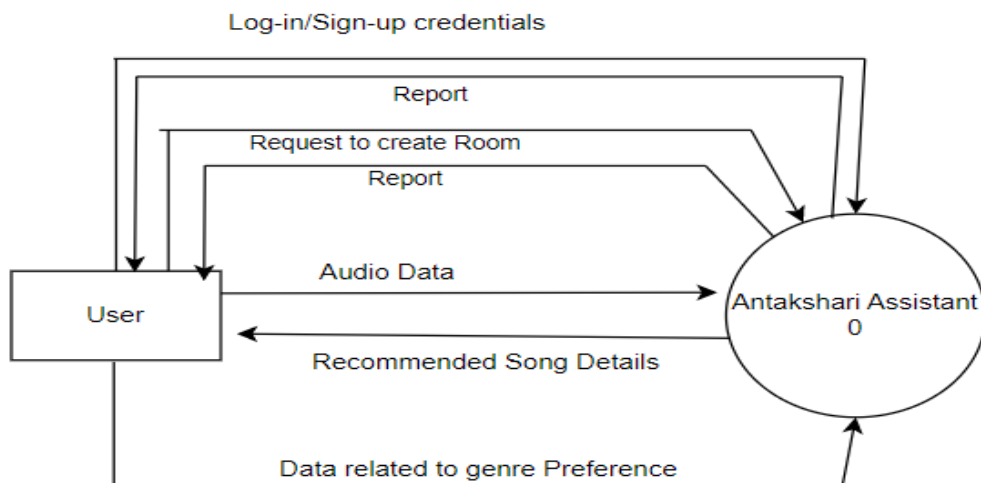 Log-in/Sign-up credentials
Report
Request to create Room
Report
Audio Data
User
Antakshari Assistant
0
Recommended Song Details
Data related to genre Preference